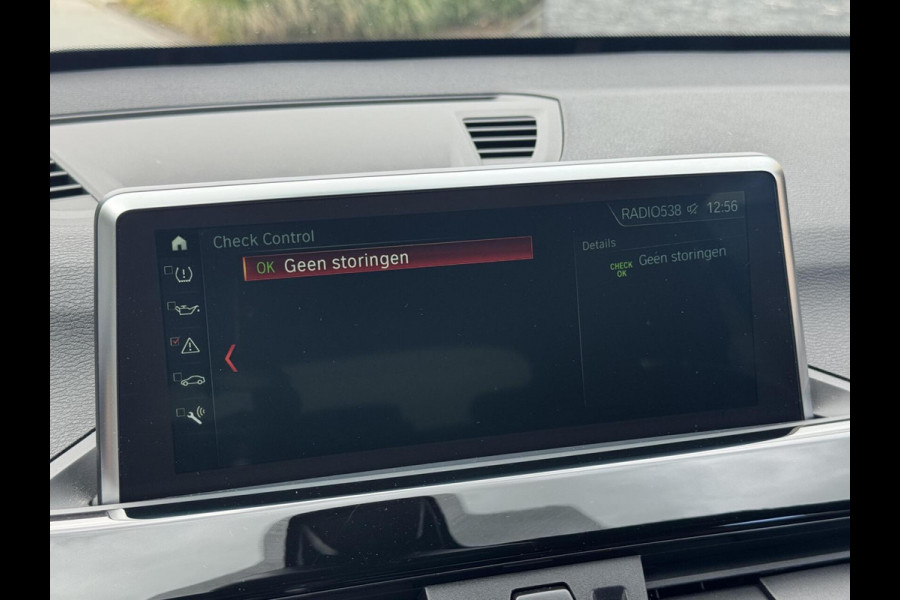 RADIO538 12:56
Check Control
OK Geen storingen
Details
CHECK
OK
Geen storingen